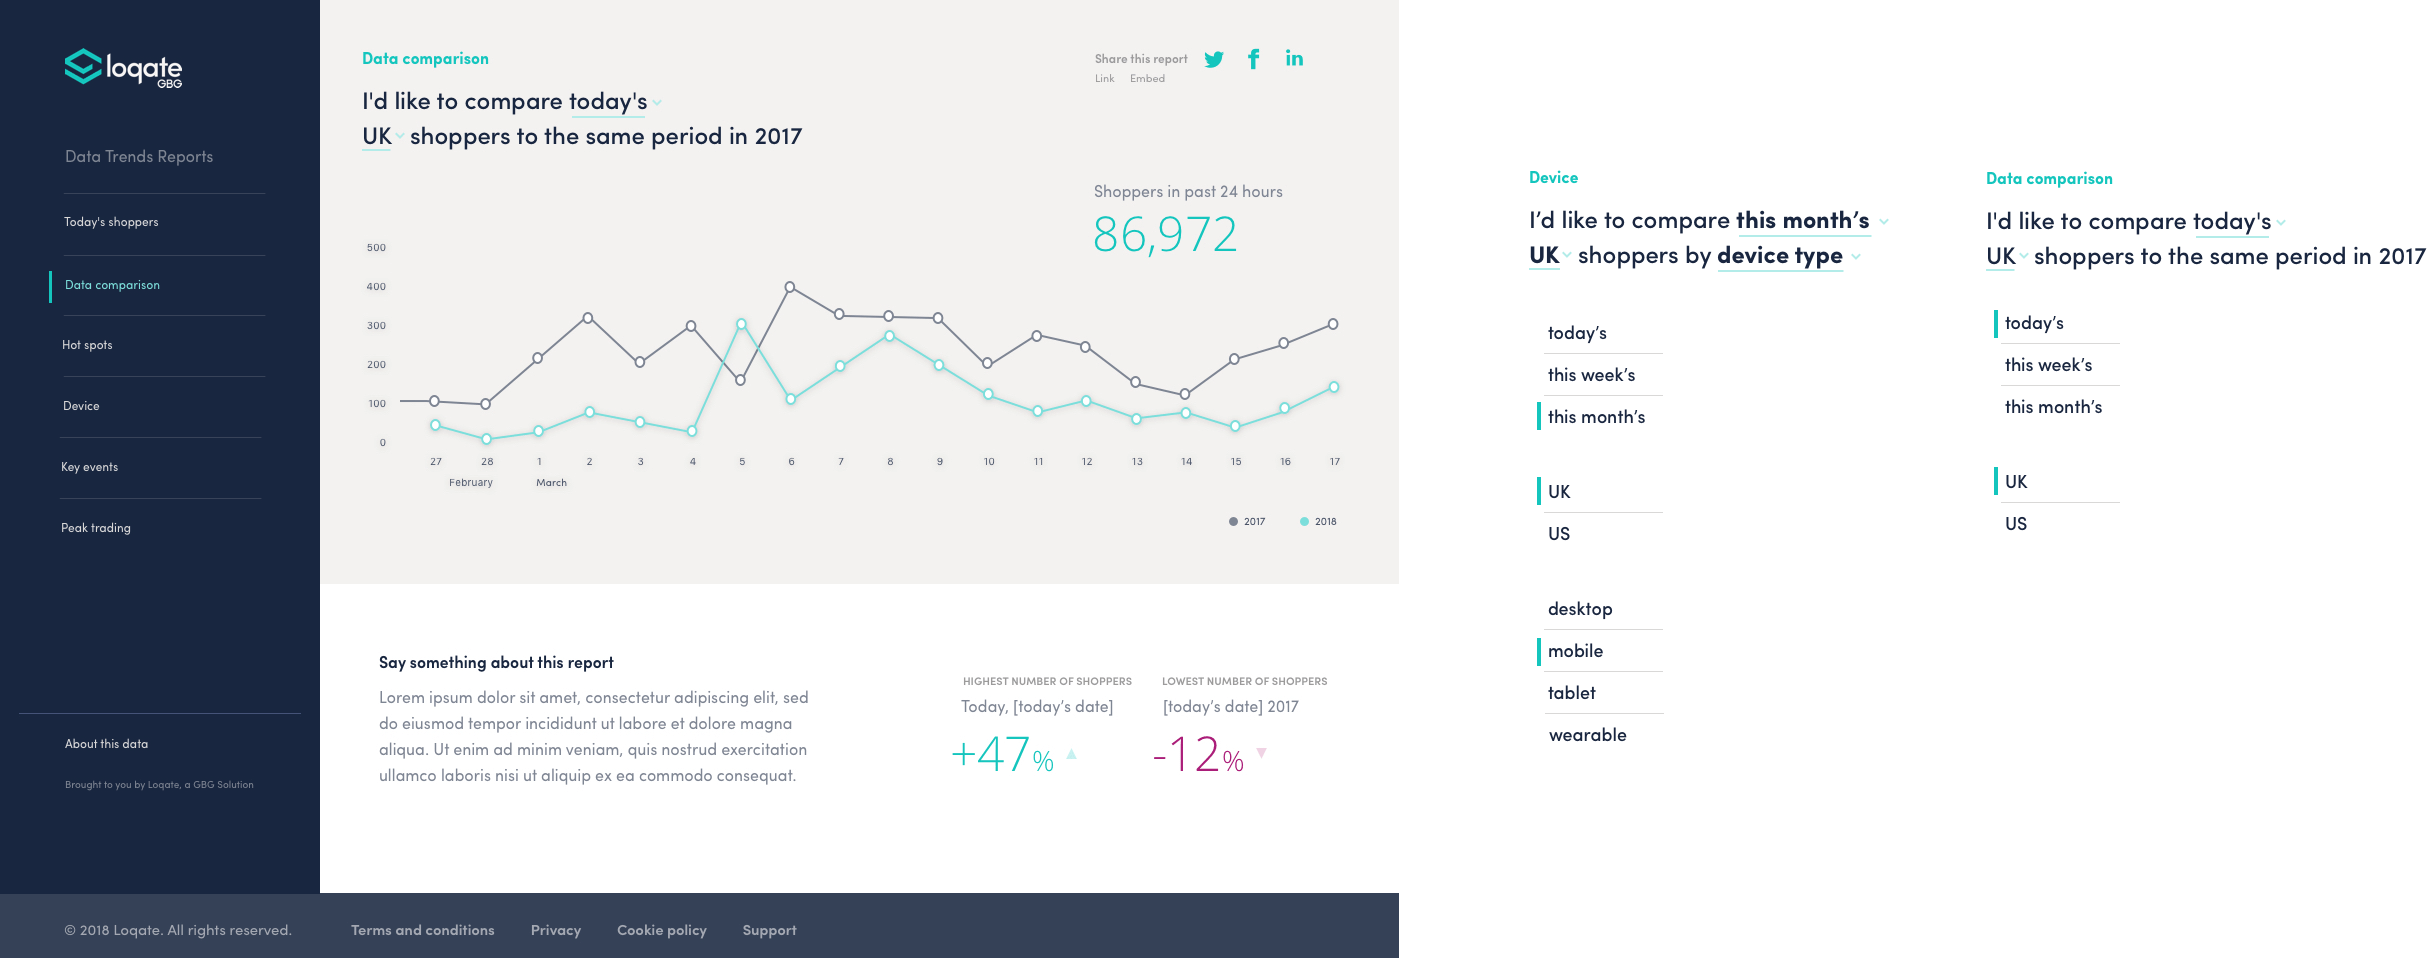 loqate
GBG
Data Trends Reports
Today's shoppers
Data comparison
Hot spots
Device
Key events
Peak trading
About this data
Brought to you by Loqate, a GBG Solution
Data comparison
I'd like to compare today's
UK shoppers to the same period in 2017
Share this report
Link Embed
Shoppers in past 24 hours
86,972
500
400
300
200
100
0
27 28 1 2 3 4 5 6 7 8 9 10 11 12 13 14 15 16 17
February March
2017 2018
Say something about this report
Lorem ipsum dolor sit amet, consectetur adipiscing elit, sed
do eiusmod tempor incididunt ut labore et dolore magna
aliqua. Ut enim ad minim veniam, quis nostrud exercitation
ullamco laboris nisi ut aliquip ex ea commodo consequat.
HIGHEST NUMBER OF SHOPPERS
Today, [today’s date]
+47%
LOWEST NUMBER OF SHOPPERS
[today’s date] 2017
-12%
© 2018 Loqate. All rights reserved. Terms and conditions Privacy Cookie policy Support
Device
I’d like to compare this month’s
UK shoppers by device type
today’s
this week’s
this month’s
UK
US
desktop
mobile
tablet
wearable
Data comparison
I'd like to compare today's
UK shoppers to the same period in 2017
today’s
this week’s
this month’s
UK
US